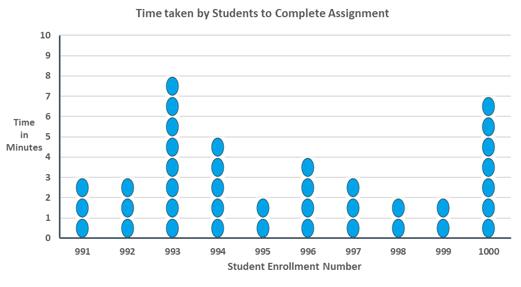 Time taken by Students to Complete Assignment
10
9
8
7
6
5
4
3
2
1
0
Time
in
Minutes
991 992 993 994 995 996 997 998 999 1000
Student Enrollment Number